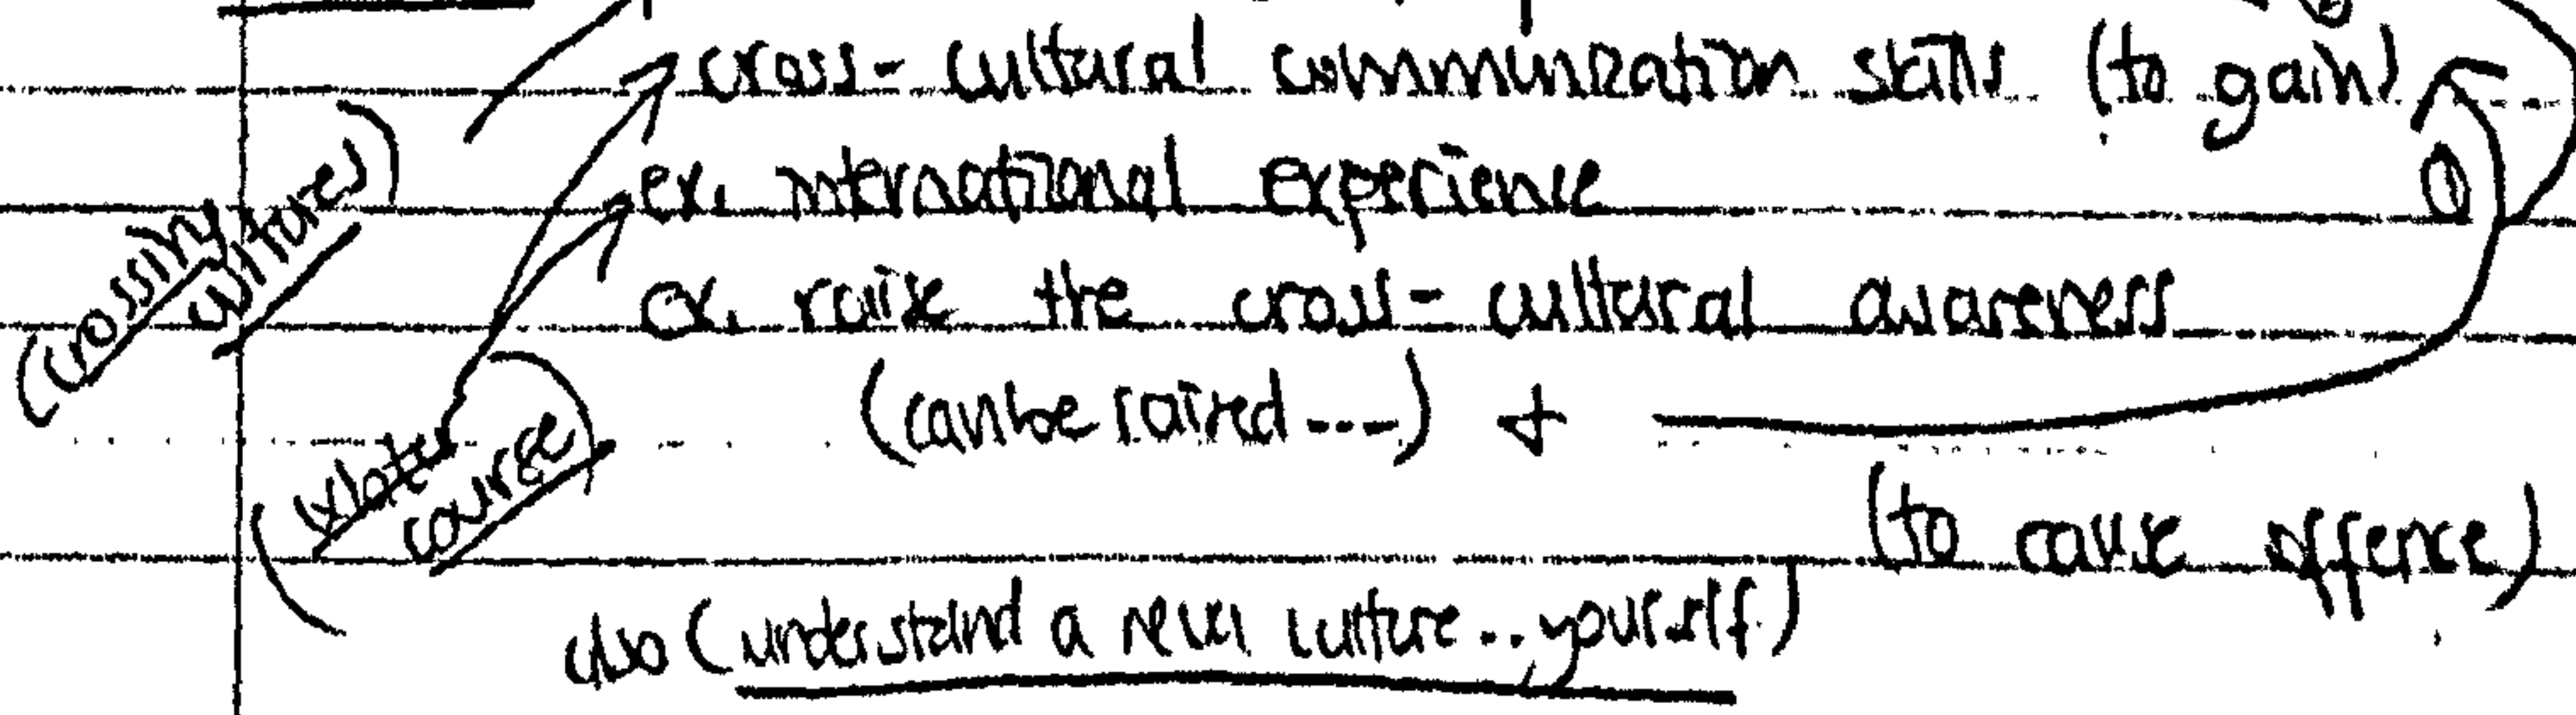 cross-cultural communication skills (to gain)
ex. international experience
(crossing
cultures)
ex. raise the cross-cultural awareness
(can be raised ----) +
course)
(to cause offence)
also (understand a new culture .. yourself)